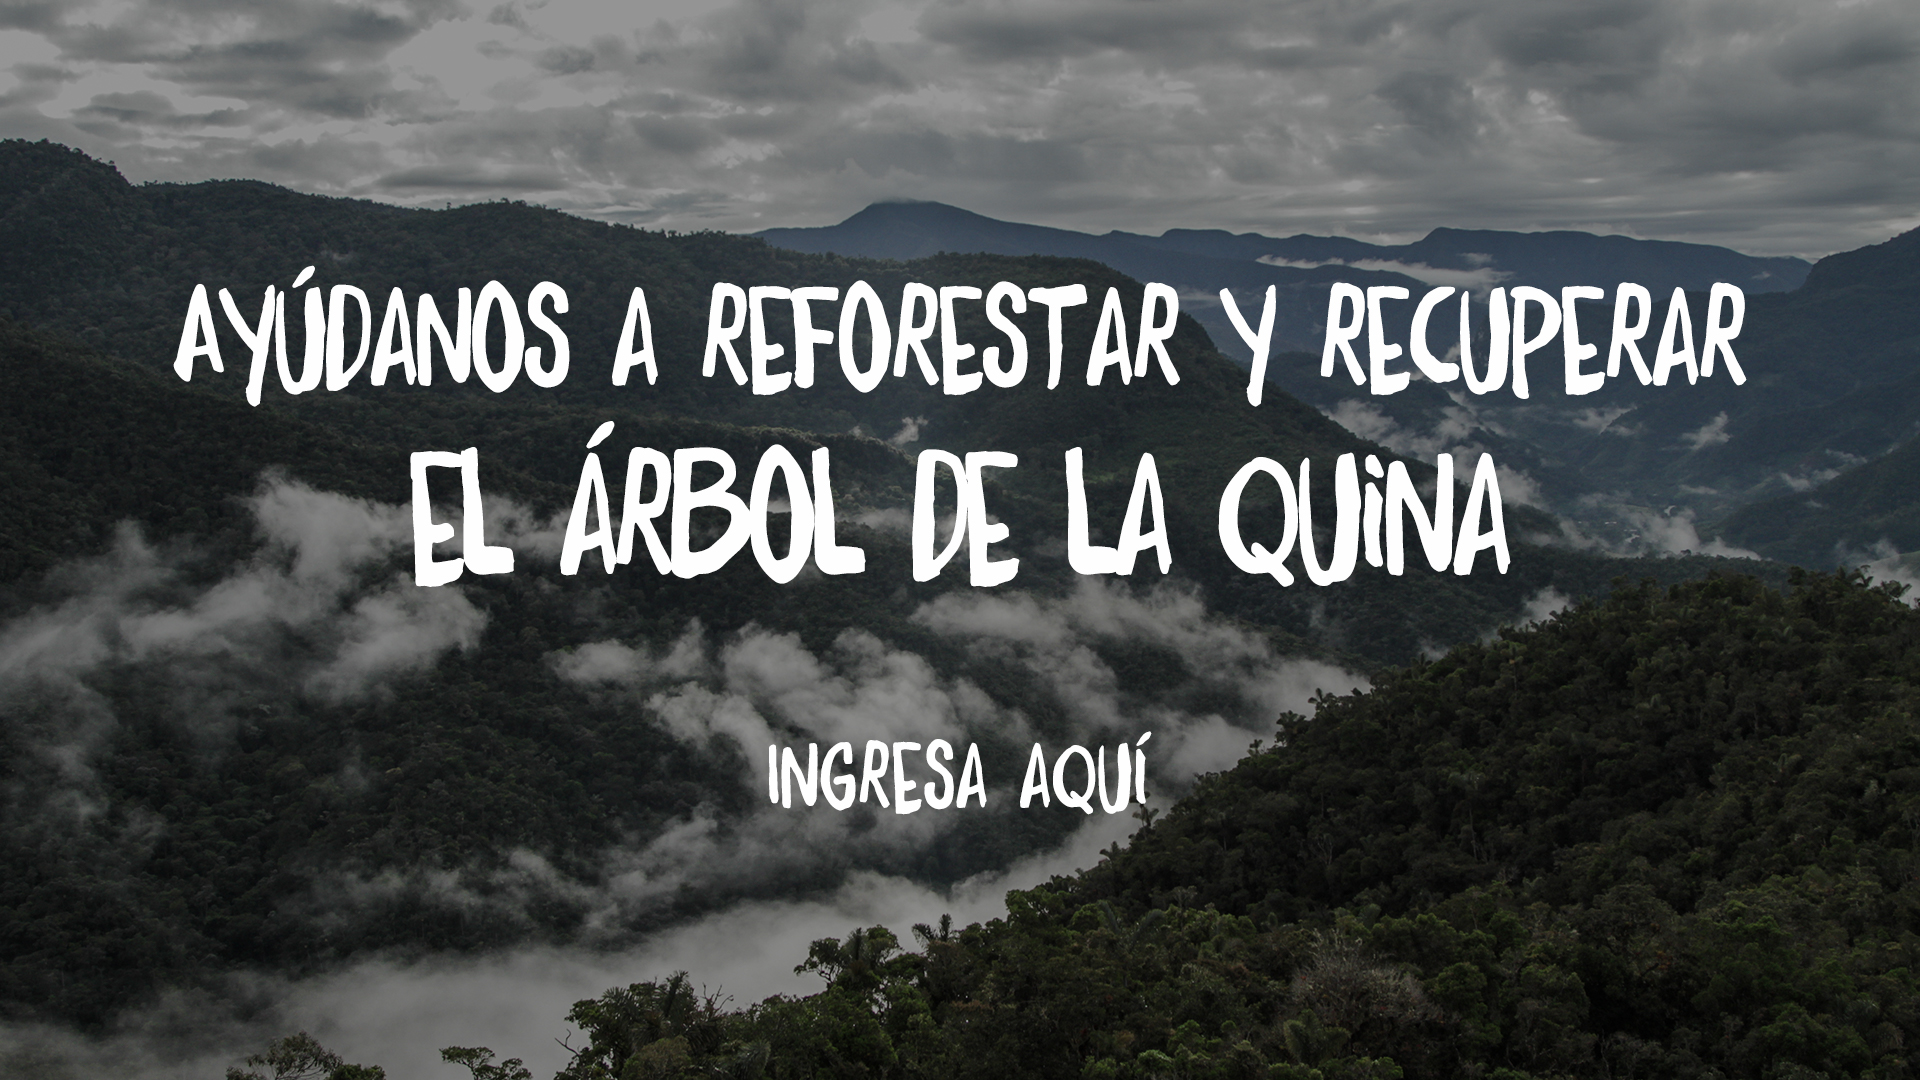 AYÚDANOS A REFORESTAR Y RECUPERAR
EL ÁRBOL DE LA QUINA
INGRESA AQUÍ